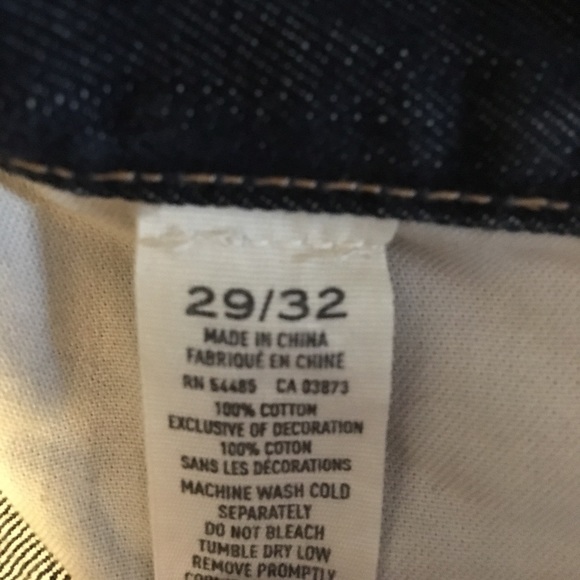 29/32
MADE IN CHINA
FABRIQUÉ EN CHINE
RN 54485 CA 03873
100% COTTON
EXCLUSIVE OF DECORATION
100% COTON
SANS LES DÉCORATIONS
MACHINE WASH COLD
SEPARATELY
DO NOT BLEACH
TUMBLE DRY LOW
REMOVE PROMPTLY